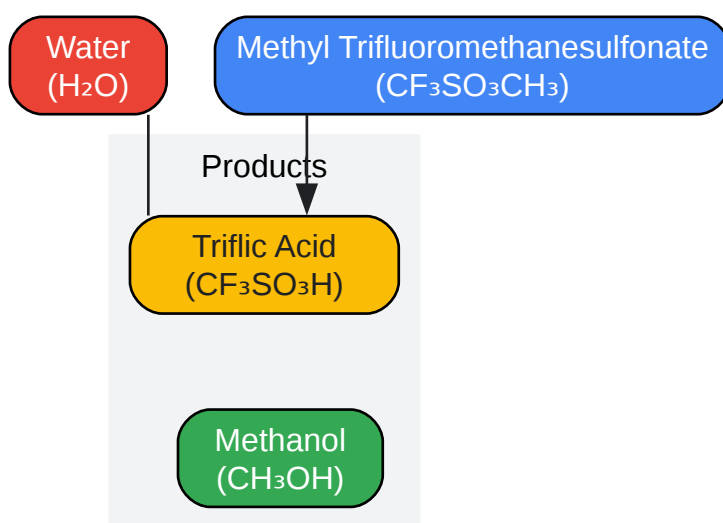 Water
(H₂O)
Methyl Trifluoromethanesulfonate
(CF₃SO₃CH₃)
Products
Triflic Acid
(CF₃SO₃H)
Methanol
(CH₃OH)